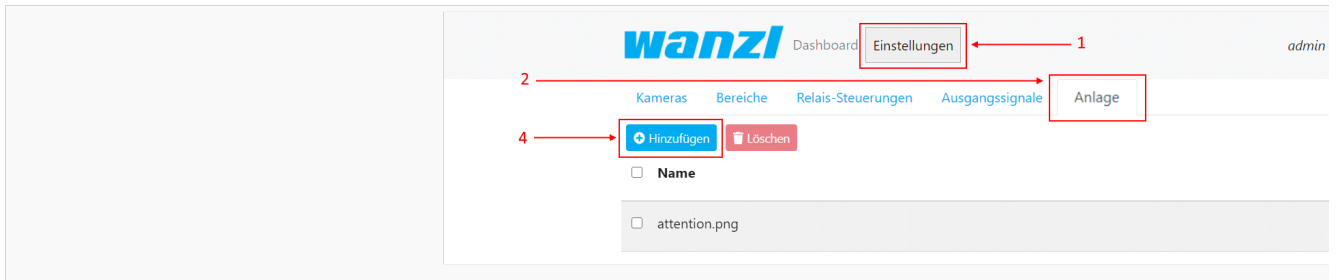 wanzl Dashboard Einstellungen 1 admin
2
Kameras Bereiche Relais-Steuerungen Ausgangssignale Anlage
4 Hinzufügen Löschen
Name
attention.png